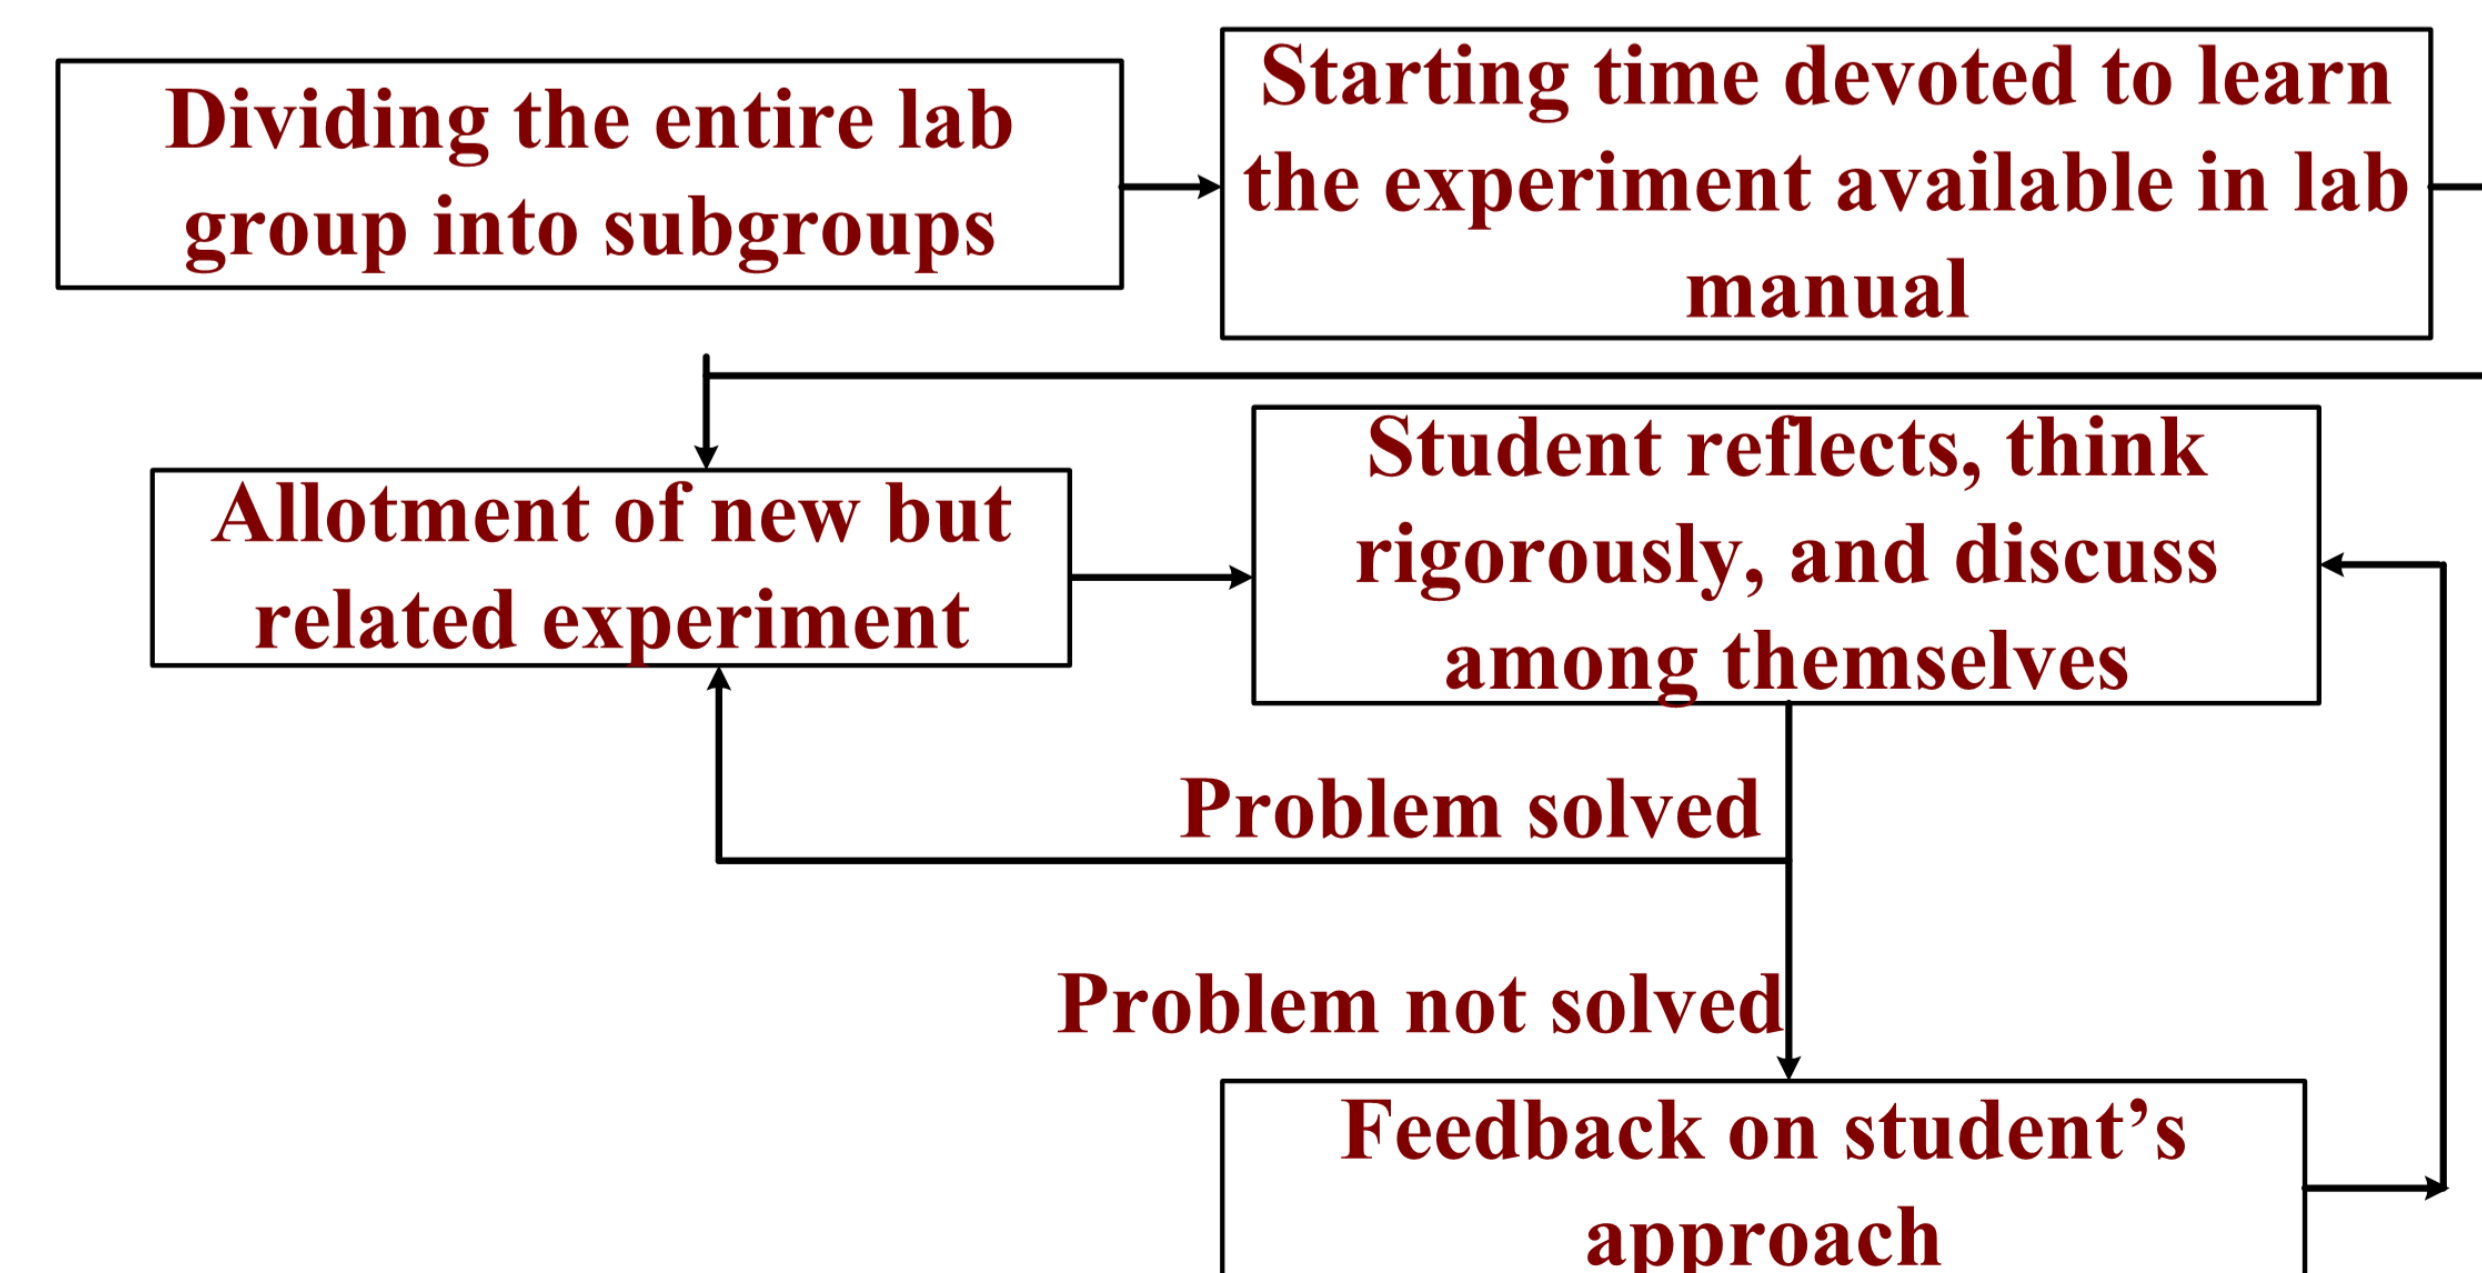 Dividing the entire lab
group into subgroups
Starting time devoted to learn
the experiment available in lab
manual
Allotment of new but
related experiment
Student reflects, think
rigorously, and discuss
among themselves
Problem solved
Problem not solved
Feedback on student’s
approach